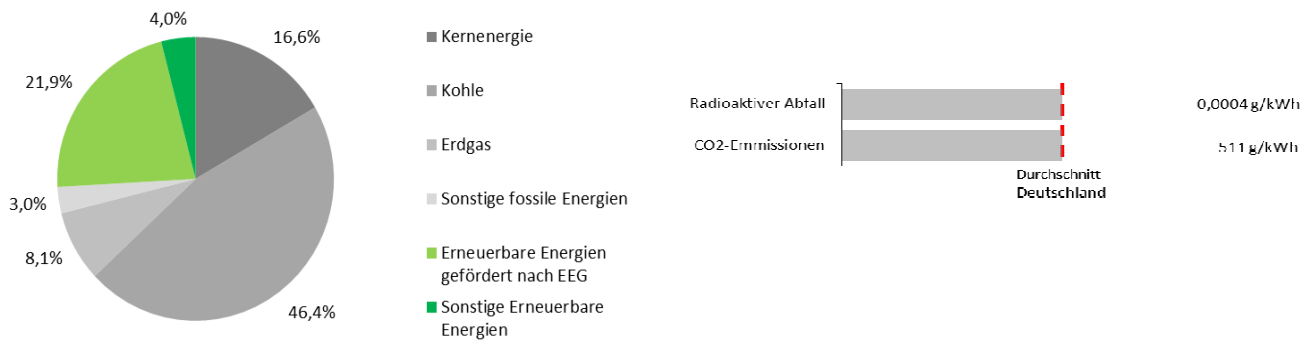 4,0%
16,6%
21,9%
3,0%
8,1%
46,4%
Kernenergie
Kohle
Erdgas
Sonstige fossile Energien
Erneuerbare Energien
gefördert nach EEG
Sonstige Erneuerbare
Energien
Radioaktiver Abfall
0,0004 g/kWh
CO2-Emmissionen
511 g/kWh
Durchschnitt
Deutschland